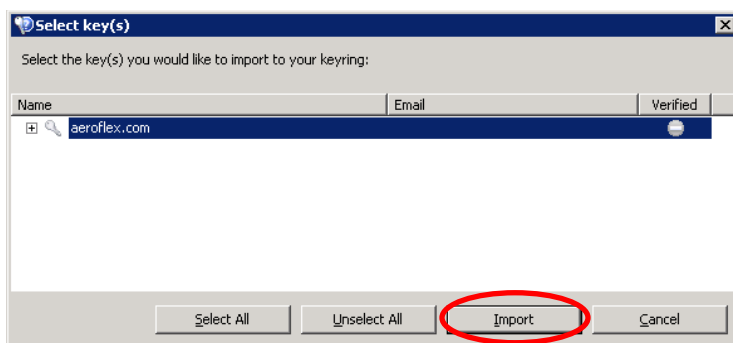 Select key(s)
Select the key(s) you would like to import to your keyring:
Name Email Verified
aeroflex.com
Select All Unselect All Import Cancel